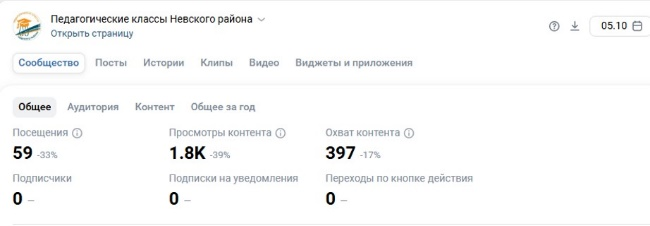 Педагогические классы Невского района
Открыть страницу
05.10
Сообщество Посты Истории Клипы Видео Виджеты и приложения
Общее Аудитория Контент Общее за год
Посещения Просмотры контента Охват контента
59 -33% 1.8K -39% 397 -17%
Подписчики Подписки на уведомления Переходы по кнопке действия
0 – 0 – 0 –